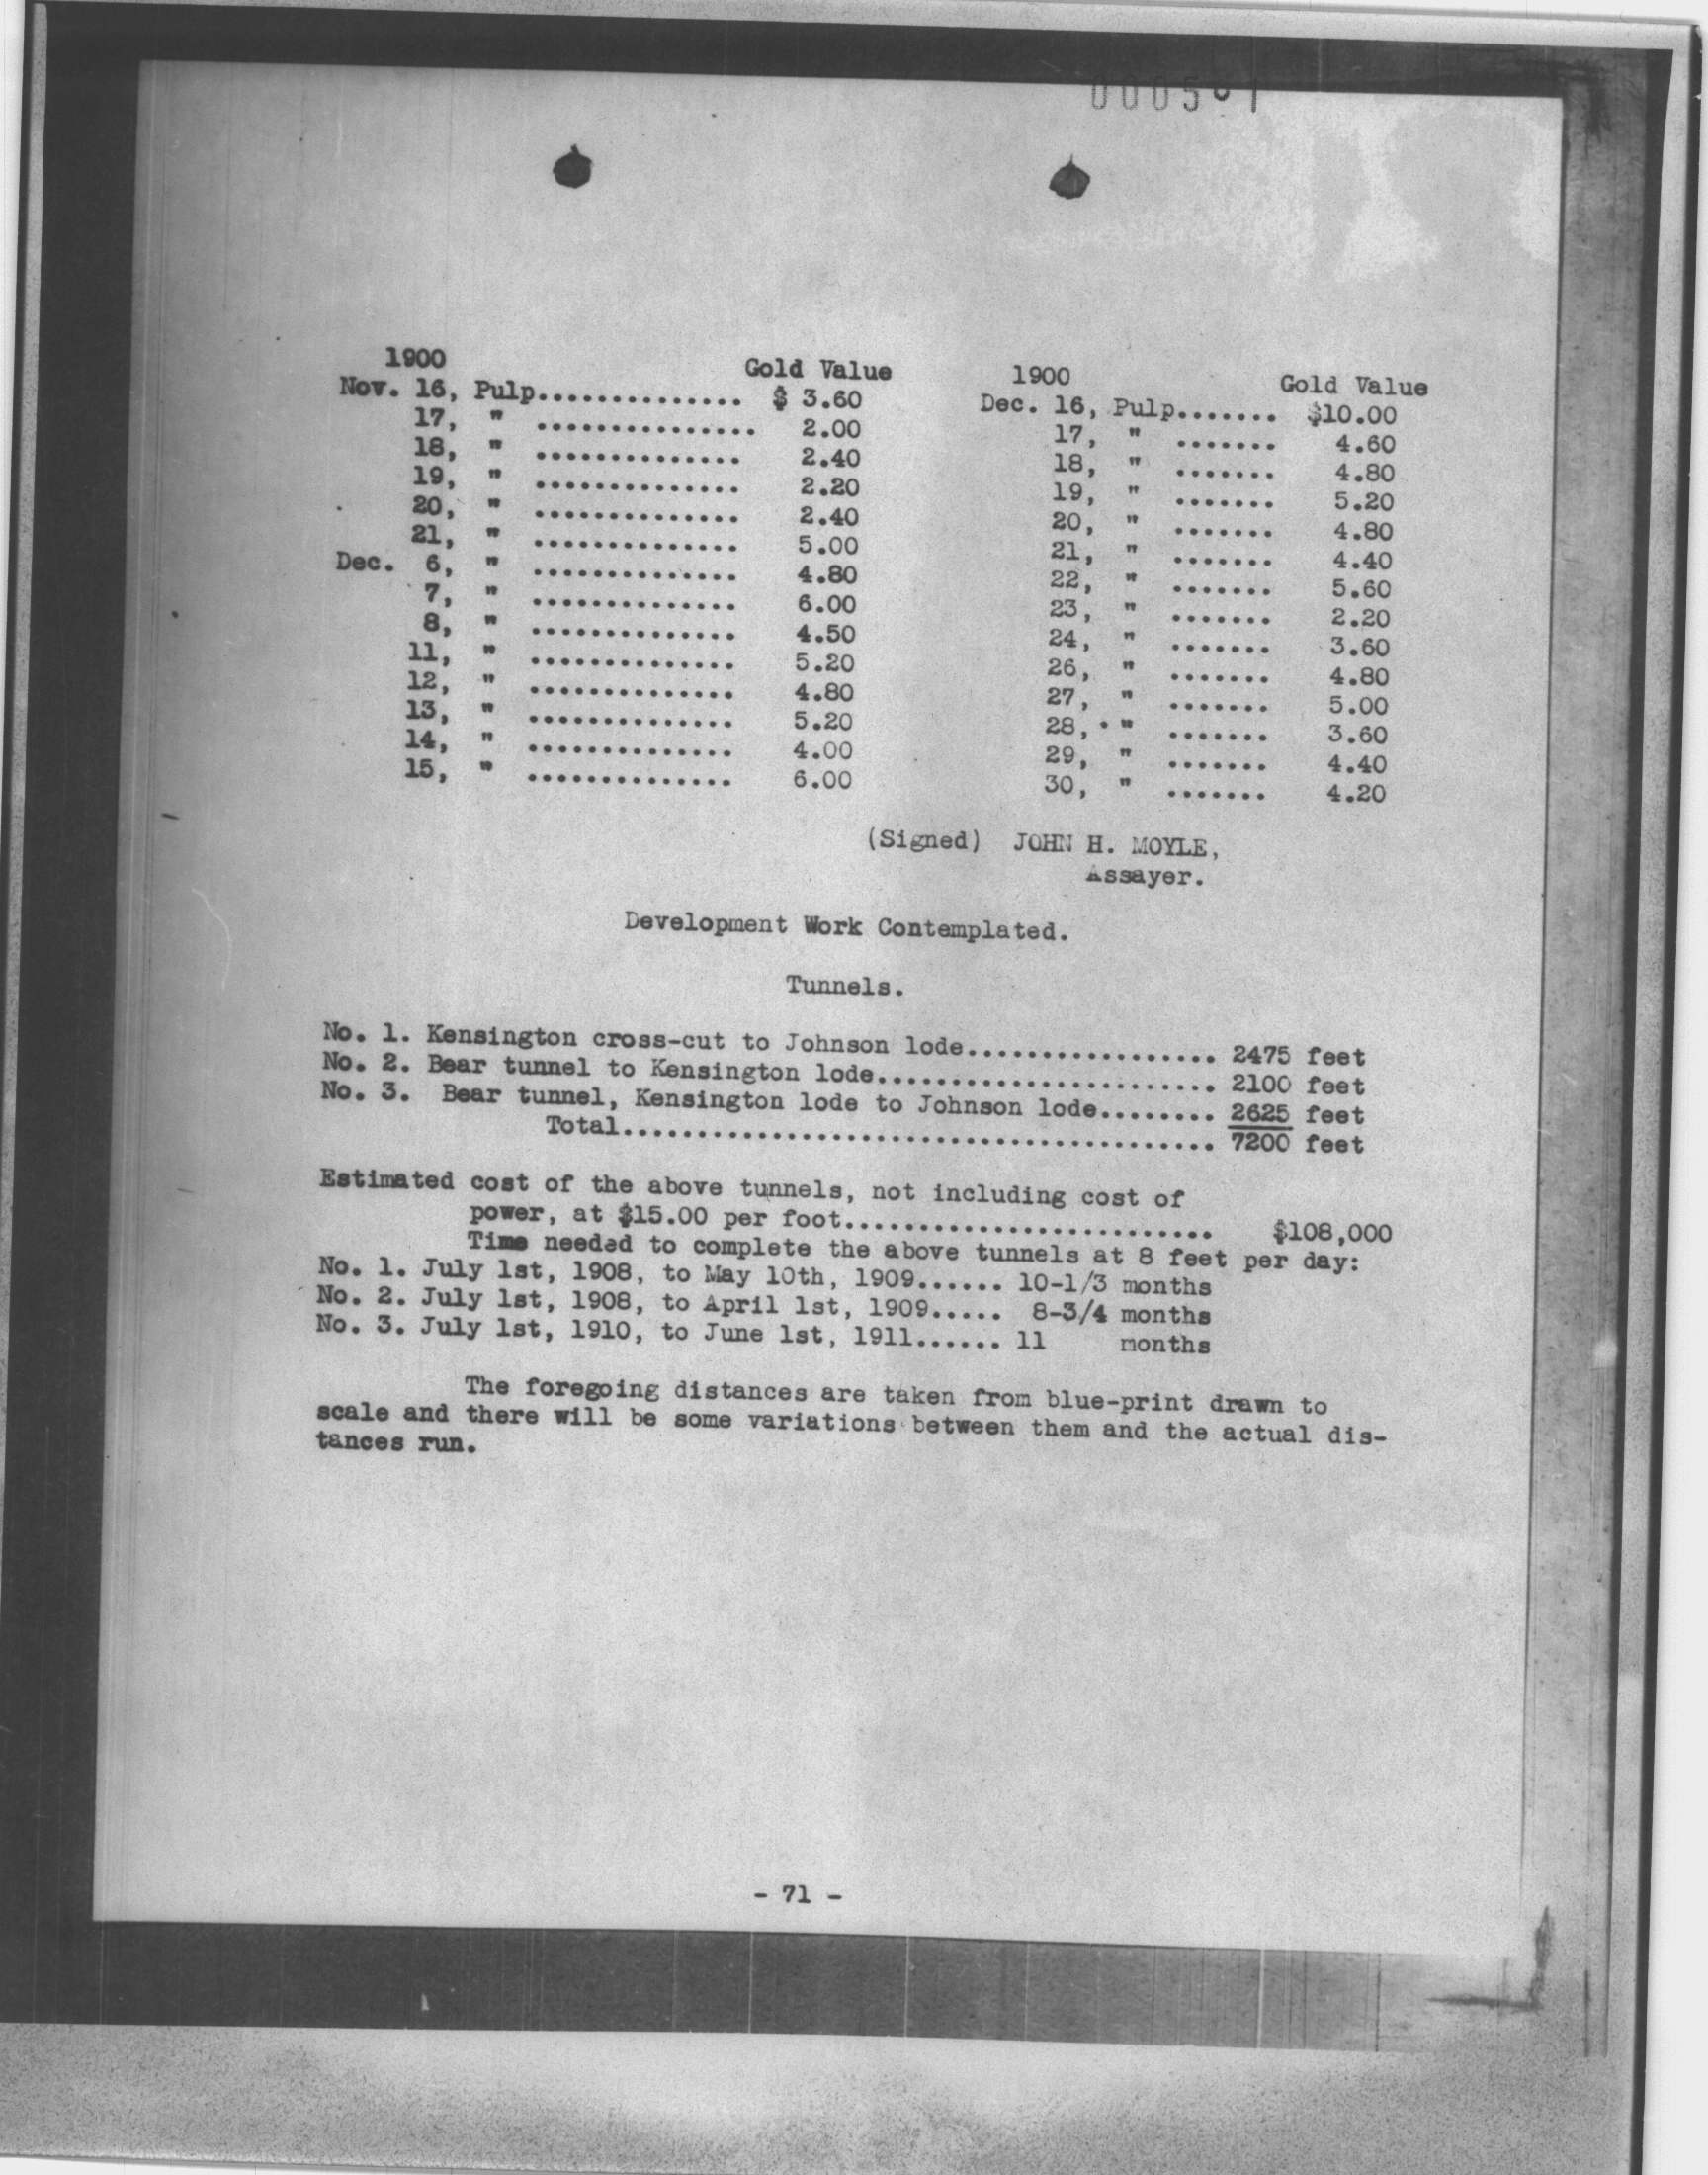 1900
Gold Value
Nov. 16, Pulp.............. $ 3.60
17, " ............... 2.00
18, " .............. 2.40
19, " .............. 2.20
20, " .............. 2.40
21, " .............. 5.00
Dec. 6, " .............. 4.80
7, " .............. 6.00
8, " .............. 4.50
11, " .............. 5.20
12, " .............. 4.80
13, " .............. 5.20
14, " .............. 4.00
15, " .............. 6.00
1900
Gold Value
Dec. 16, Pulp....... $10.00
17, " ....... 4.60
18, " ....... 4.80
19, " ....... 5.20
20, " ....... 4.80
21, " ....... 4.40
22, " ....... 5.60
23, " ....... 2.20
24, " ....... 3.60
26, " ....... 4.80
27, " ....... 5.00
28, " ....... 3.60
29, " ....... 4.40
30, " ....... 4.20
(Signed) JOHN H. MOYLE,
Assayer.
Development Work Contemplated.
Tunnels.
No. 1. Kensington cross-cut to Johnson lode................. 2475 feet
No. 2. Bear tunnel to Kensington lode....................... 2100 feet
No. 3. Bear tunnel, Kensington lode to Johnson lode........ 2625 feet
Total........................................ 7200 feet
Estimated cost of the above tunnels, not including cost of
power, at $15.00 per foot......................... $108,000
Time needed to complete the above tunnels at 8 feet per day:
No. 1. July 1st, 1908, to May 10th, 1909...... 10-1/3 months
No. 2. July 1st, 1908, to April 1st, 1909..... 8-3/4 months
No. 3. July 1st, 1910, to June 1st, 1911...... 11 months
The foregoing distances are taken from blue-print drawn to
scale and there will be some variations between them and the actual dis-
tances run.
- 71 -